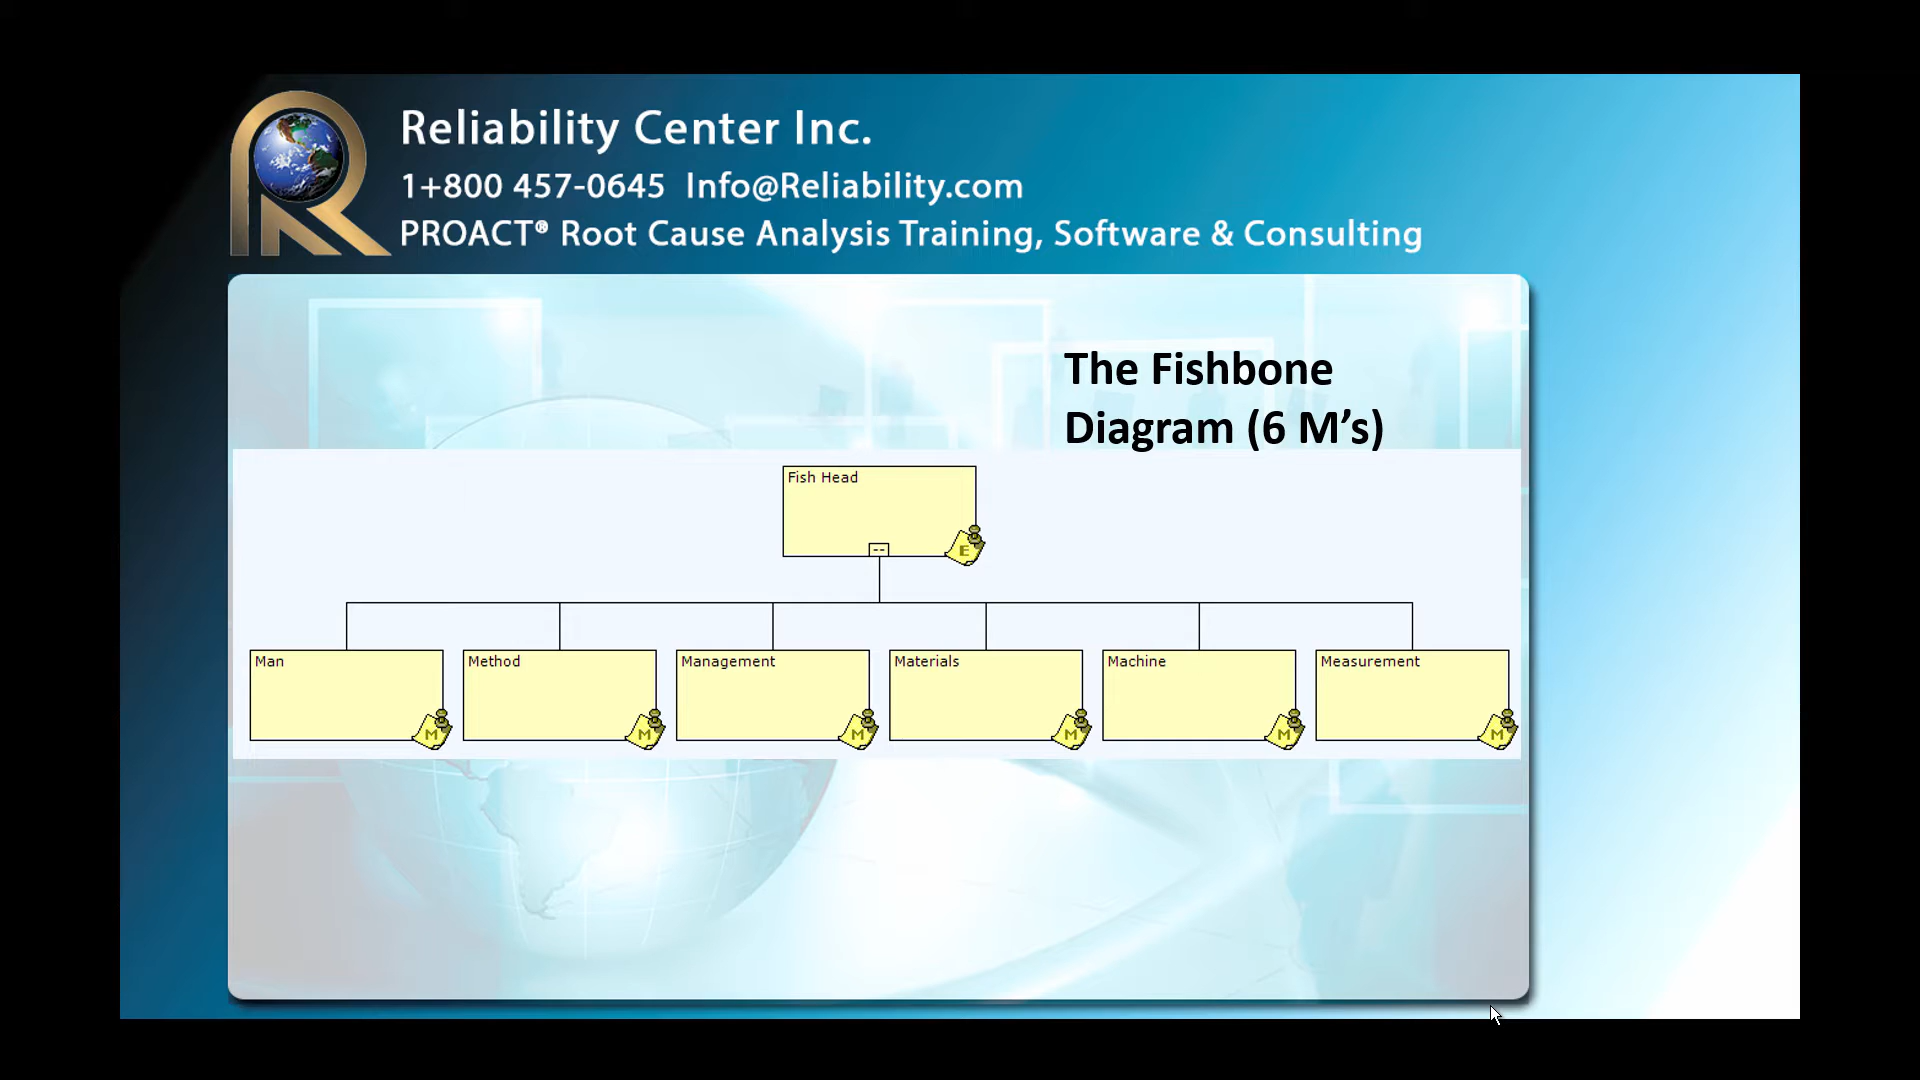 Reliability Center Inc.
1+800 457-0645 Info@Reliability.com
PROACT® Root Cause Analysis Training, Software & Consulting
The Fishbone
Diagram (6 M’s)
Fish Head
--
E
Man
M
Method
M
Management
M
Materials
M
Machine
M
Measurement
M